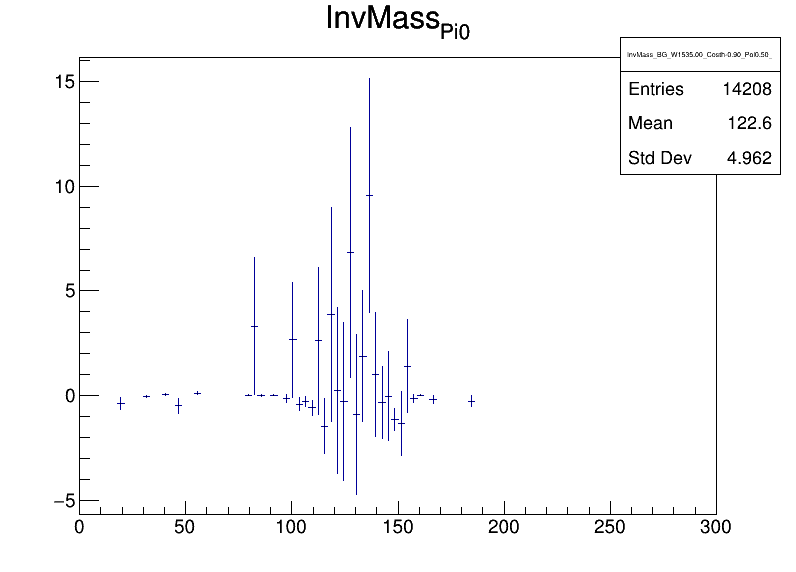 InvMass_Pi0
InvMass_BG_W1535.00_Costh-0.90_Pol0.50_
Entries 14208
Mean 122.6
Std Dev 4.962
15
10
5
0
−5
0 50 100 150 200 250 300